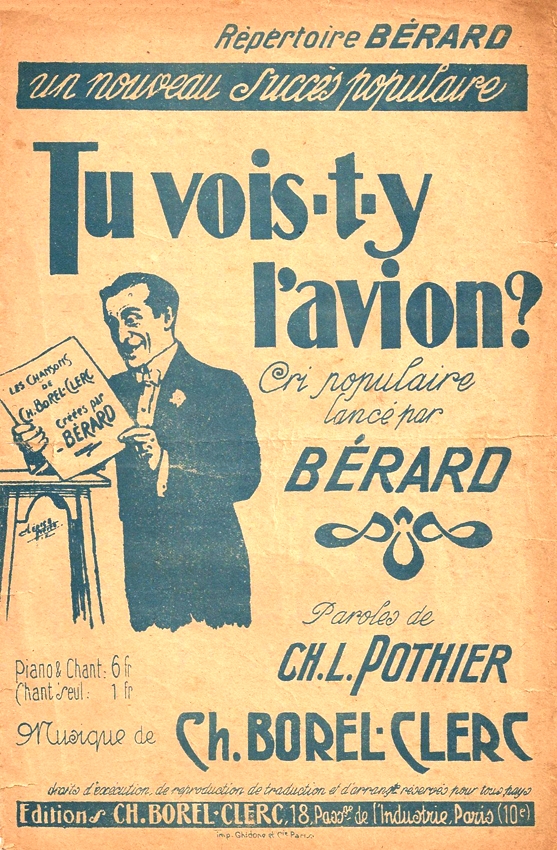 Répertoire BÉRARD
un nouveau succès populaire
Tu vois-t-y
l'avion?
Cri populaire
lancé par
BÉRARD
LES CHANSONS
DE
CH. BOREL-CLERC
Créées par
BÉRARD
Paroles de
CH.L. POTHIER
Piano & Chant: 6 fr
Chant seul: 1 fr
Musique de Ch. BOREL-CLERC
droits d'exécution, de reproduction de traduction et d'arrangt réservés pour tous pays
Editions CH. BOREL-CLERC, 18, Passge de l'Industrie, Paris (10e)
Imp. Ghidone et Cie Paris